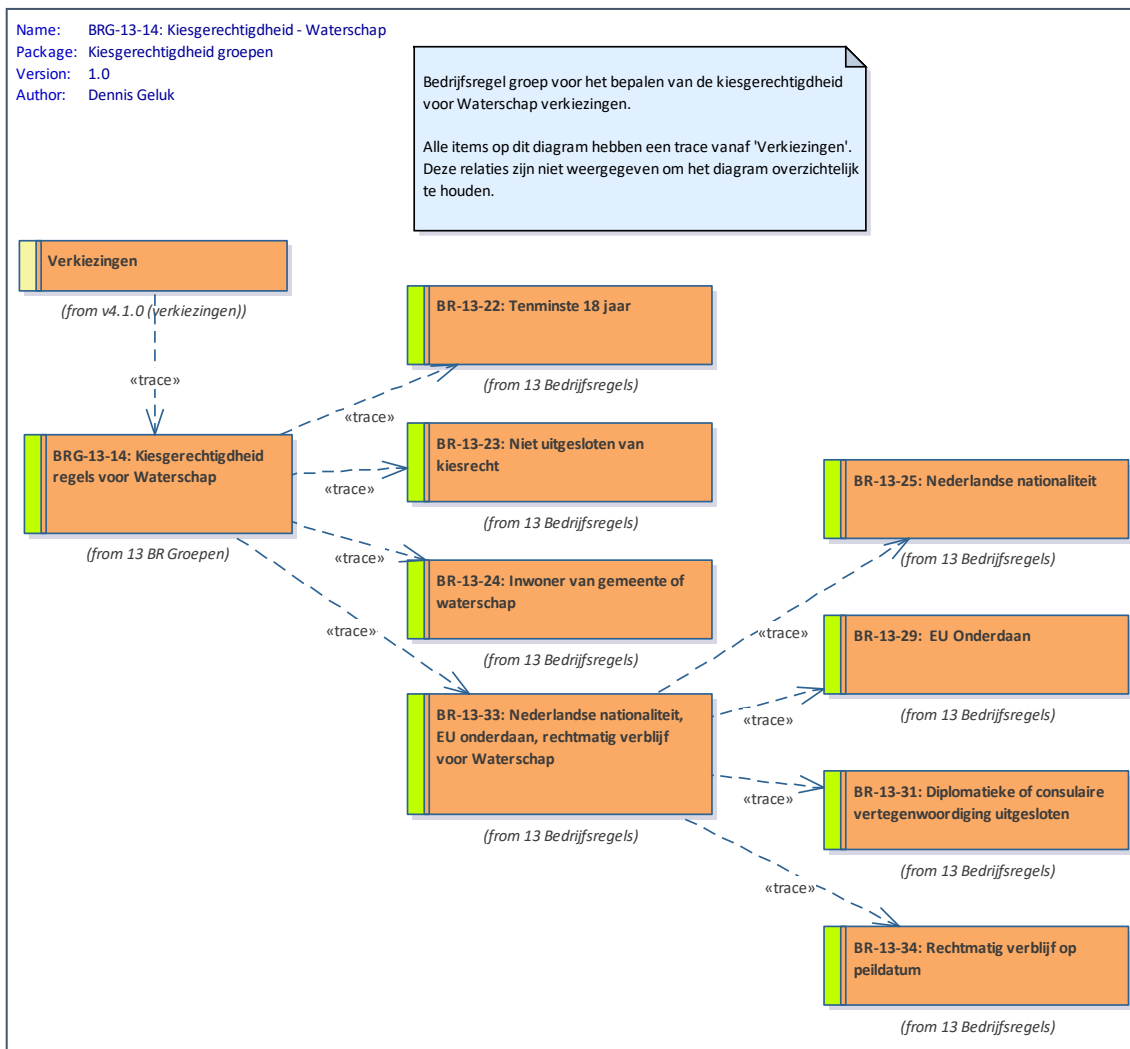 Name: BRG-13-14: Kiesgerechtigdheid - Waterschap
Package: Kiesgerechtigdheid groepen
Version: 1.0
Author: Dennis Geluk
Bedrijfsregel groep voor het bepalen van de kiesgerechtigdheid
voor Waterschap verkiezingen.
Alle items op dit diagram hebben een trace vanaf 'Verkiezingen'.
Deze relaties zijn niet weergegeven om het diagram overzichtelijk
te houden.
Verkiezingen
(from v4.1.0 (verkiezingen))
«trace»
BRG-13-14: Kiesgerechtigdheid
regels voor Waterschap
(from 13 BR Groepen)
«trace»
«trace»
«trace»
«trace»
BR-13-22: Tenminste 18 jaar
(from 13 Bedrijfsregels)
BR-13-23: Niet uitgesloten van
kiesrecht
(from 13 Bedrijfsregels)
BR-13-24: Inwoner van gemeente of
waterschap
(from 13 Bedrijfsregels)
BR-13-33: Nederlandse nationaliteit,
EU onderdaan, rechtmatig verblijf
voor Waterschap
(from 13 Bedrijfsregels)
«trace»
«trace»
«trace»
«trace»
BR-13-25: Nederlandse nationaliteit
(from 13 Bedrijfsregels)
BR-13-29: EU Onderdaan
(from 13 Bedrijfsregels)
BR-13-31: Diplomatieke of consulaire
vertegenwoordiging uitgesloten
(from 13 Bedrijfsregels)
BR-13-34: Rechtmatig verblijf op
peildatum
(from 13 Bedrijfsregels)